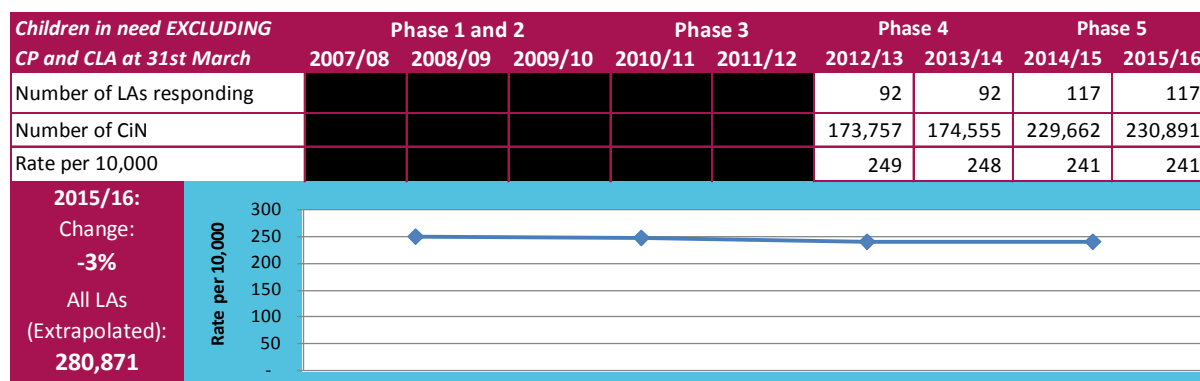 Children in need EXCLUDING Phase 1 and 2 Phase 3 Phase 4 Phase 5
CP and CLA at 31st March 2007/08 2008/09 2009/10 2010/11 2011/12 2012/13 2013/14 2014/15 2015/16
Number of LAs responding 92 92 117 117
Number of CiN 173,757 174,555 229,662 230,891
Rate per 10,000 249 248 241 241
2015/16:
Change:
-3%
All LAs
(Extrapolated):
280,871
Rate per 10,000
300
250
200
150
100
50
-